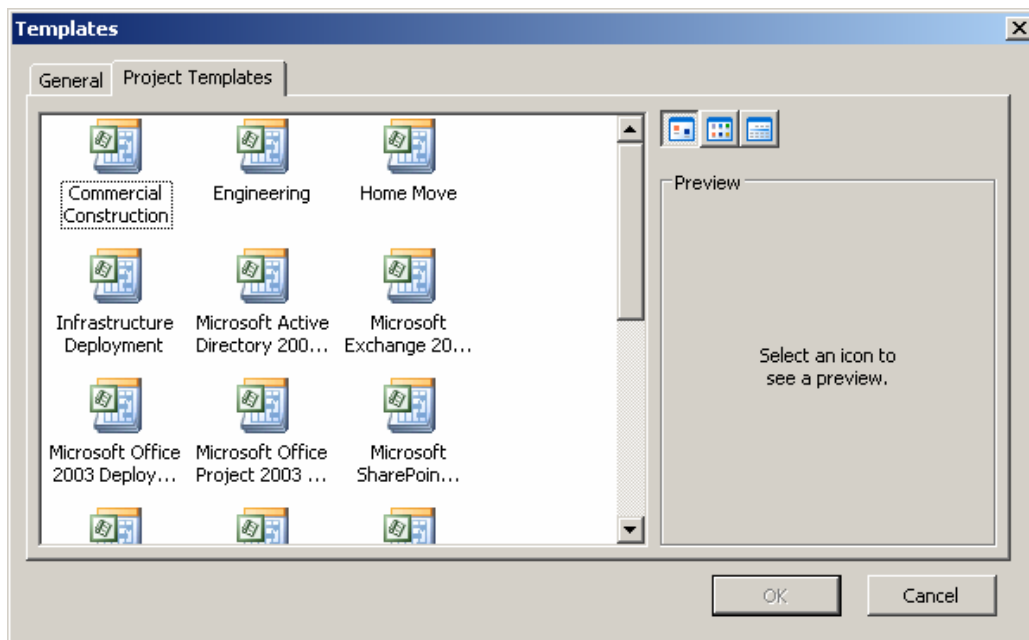 Templates
General
Project Templates
Commercial
Construction
Engineering
Home Move
Infrastructure
Deployment
Microsoft Active
Directory 200...
Microsoft
Exchange 20...
Microsoft Office
2003 Deploy...
Microsoft Office
Project 2003 ...
Microsoft
SharePoin...
Preview
Select an icon to
see a preview.
OK
Cancel